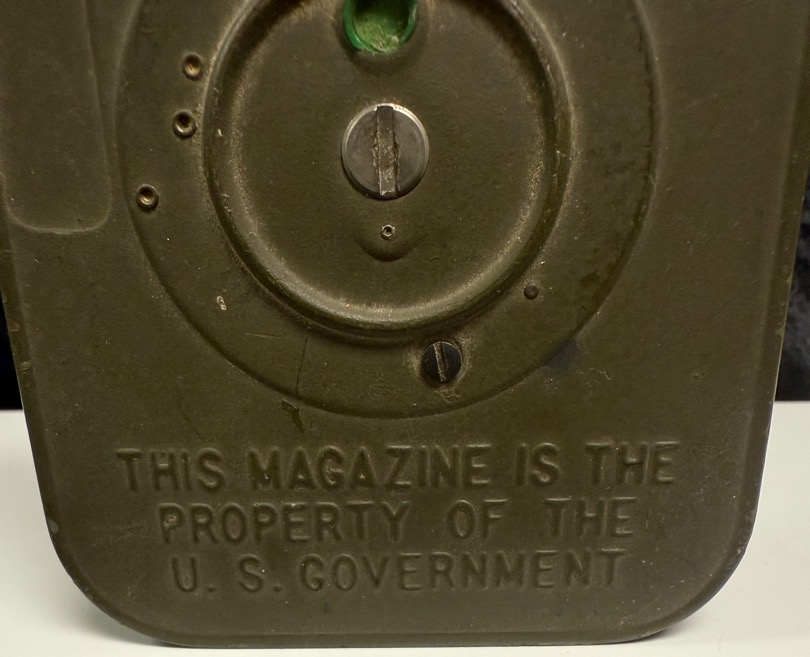 THIS MAGAZINE IS THE
PROPERTY OF THE
U. S. GOVERNMENT